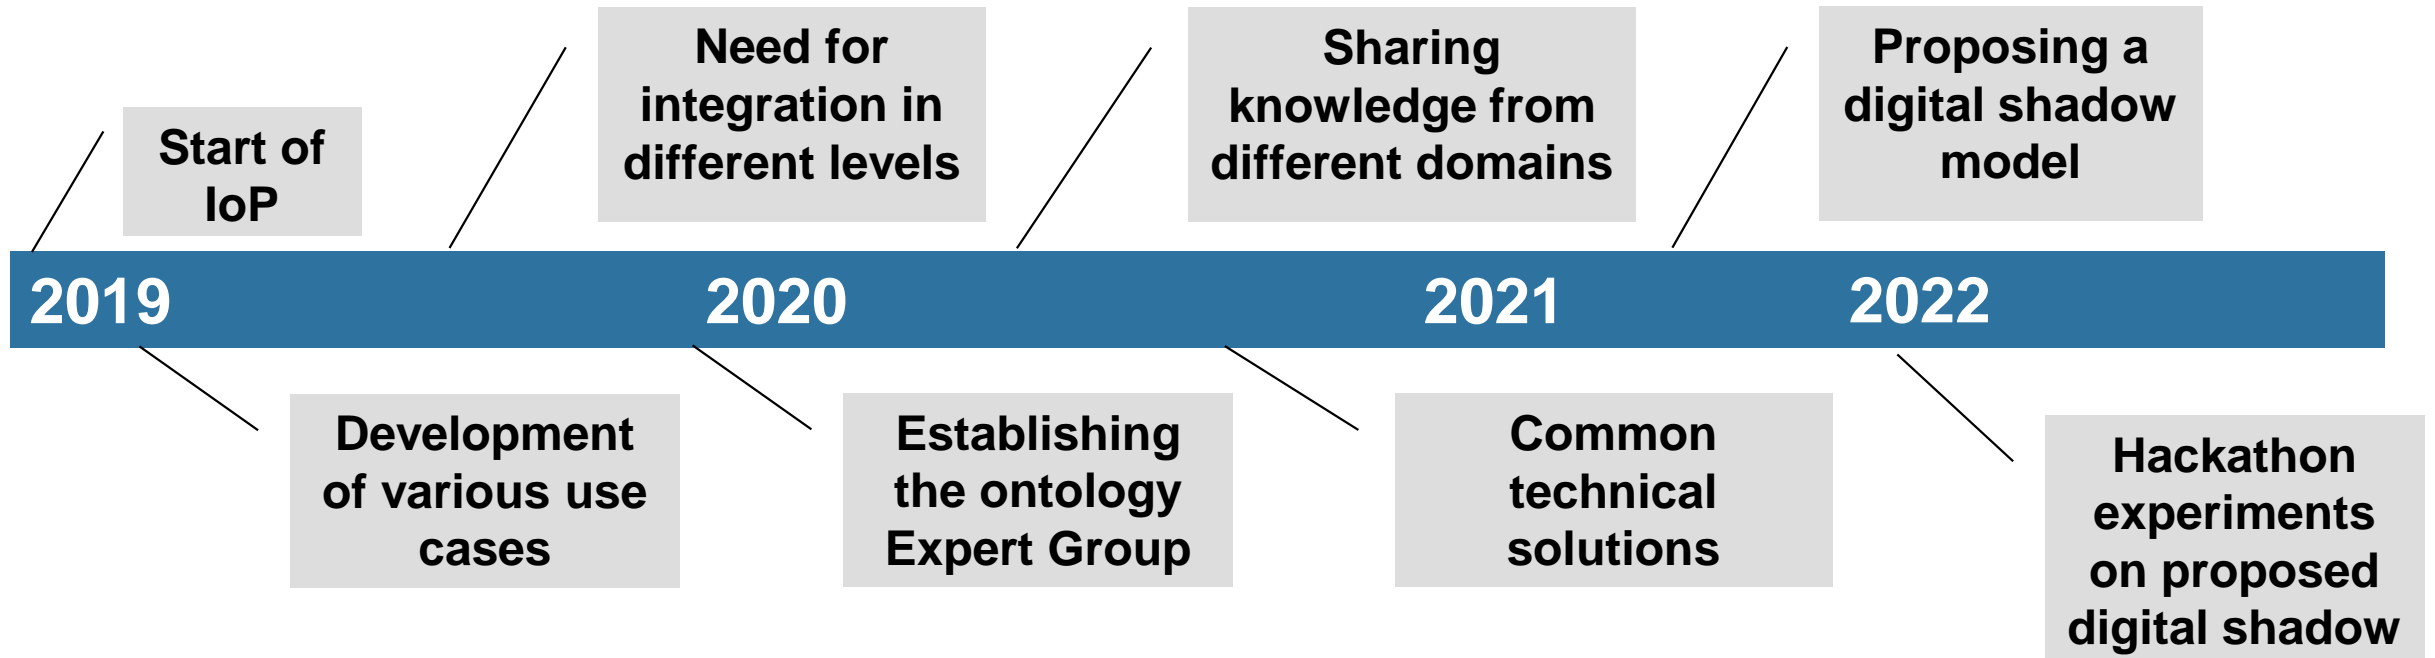 Start of
IoP
Need for
integration in
different levels
Sharing
knowledge from
different domains
Proposing a
digital shadow
model
2019
2020
2021
2022
Development
of various use
cases
Establishing
the ontology
Expert Group
Common
technical
solutions
Hackathon
experiments
on proposed
digital shadow